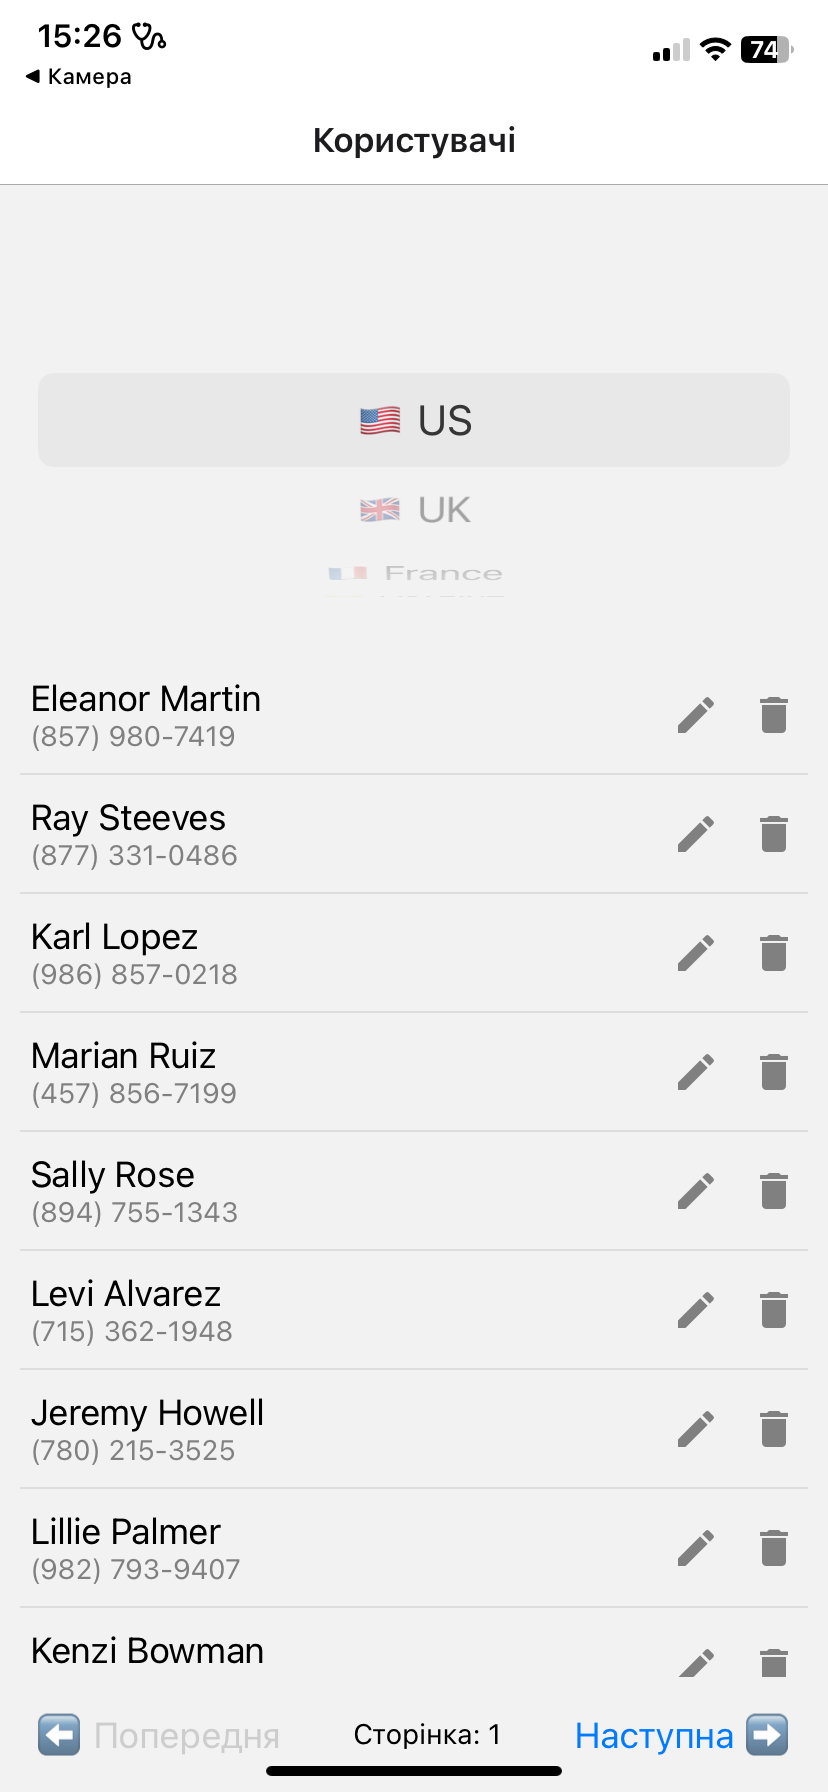 15:26
74
◀ Камера
Користувачі
🇺🇸 US
🇬🇧 UK
🇫🇷 France
Eleanor Martin
(857) 980-7419
Ray Steeves
(877) 331-0486
Karl Lopez
(986) 857-0218
Marian Ruiz
(457) 856-7199
Sally Rose
(894) 755-1343
Levi Alvarez
(715) 362-1948
Jeremy Howell
(780) 215-3525
Lillie Palmer
(982) 793-9407
Kenzi Bowman
⬅️ Попередня Сторінка: 1 Наступна ➡️